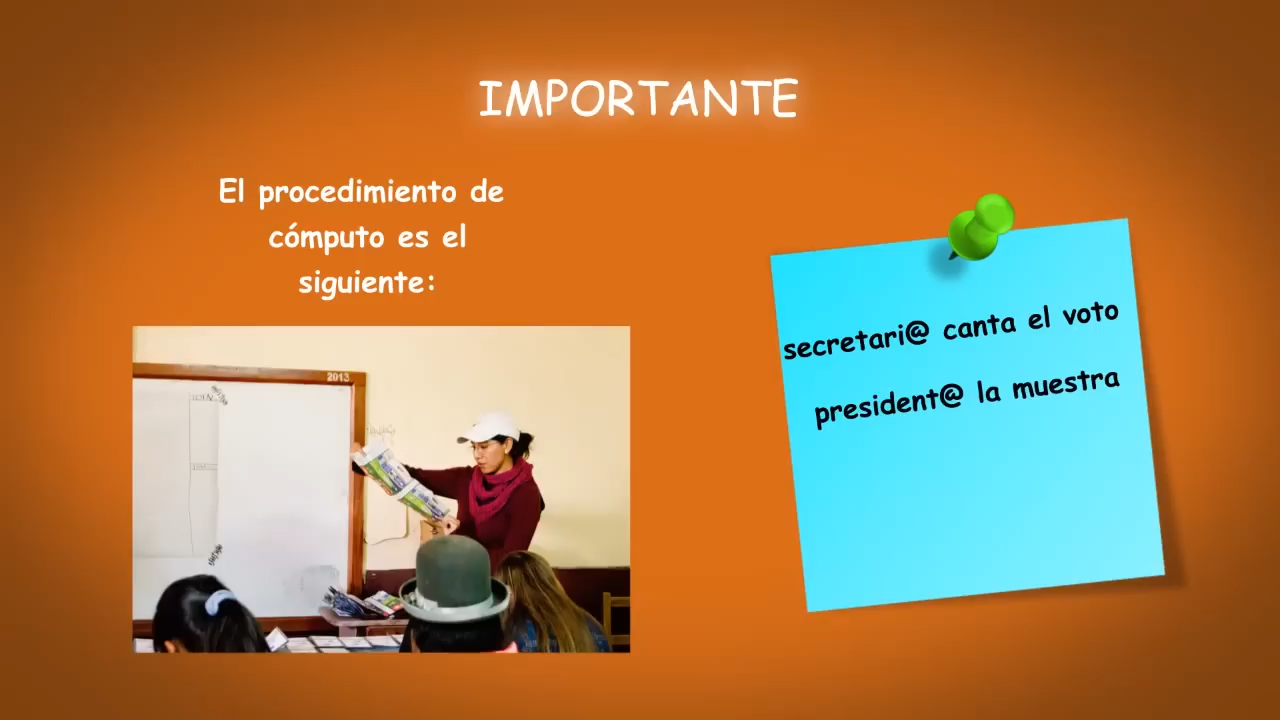 IMPORTANTE
El procedimiento de
cómputo es el
siguiente:
secretari@ canta el voto
president@ la muestra
2013